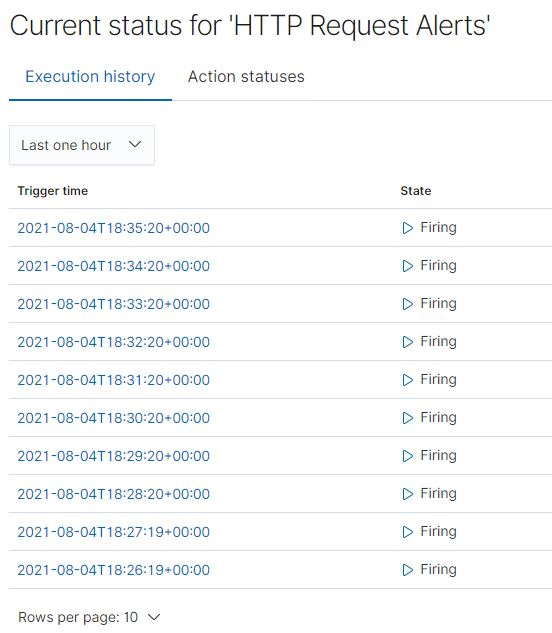 Current status for 'HTTP Request Alerts'
Execution history Action statuses
Last one hour
Trigger time State
2021-08-04T18:35:20+00:00 Firing
2021-08-04T18:34:20+00:00 Firing
2021-08-04T18:33:20+00:00 Firing
2021-08-04T18:32:20+00:00 Firing
2021-08-04T18:31:20+00:00 Firing
2021-08-04T18:30:20+00:00 Firing
2021-08-04T18:29:20+00:00 Firing
2021-08-04T18:28:20+00:00 Firing
2021-08-04T18:27:19+00:00 Firing
2021-08-04T18:26:19+00:00 Firing
Rows per page: 10